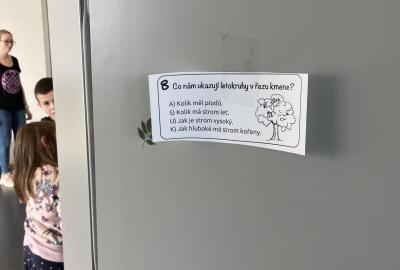 8 Co nám ukazují letokruhy v řezu kmene?
A) Kolik měl plodů.
S) Kolik má strom let.
U) Jak je strom vysoký.
K) Jak hluboké má strom kořeny.